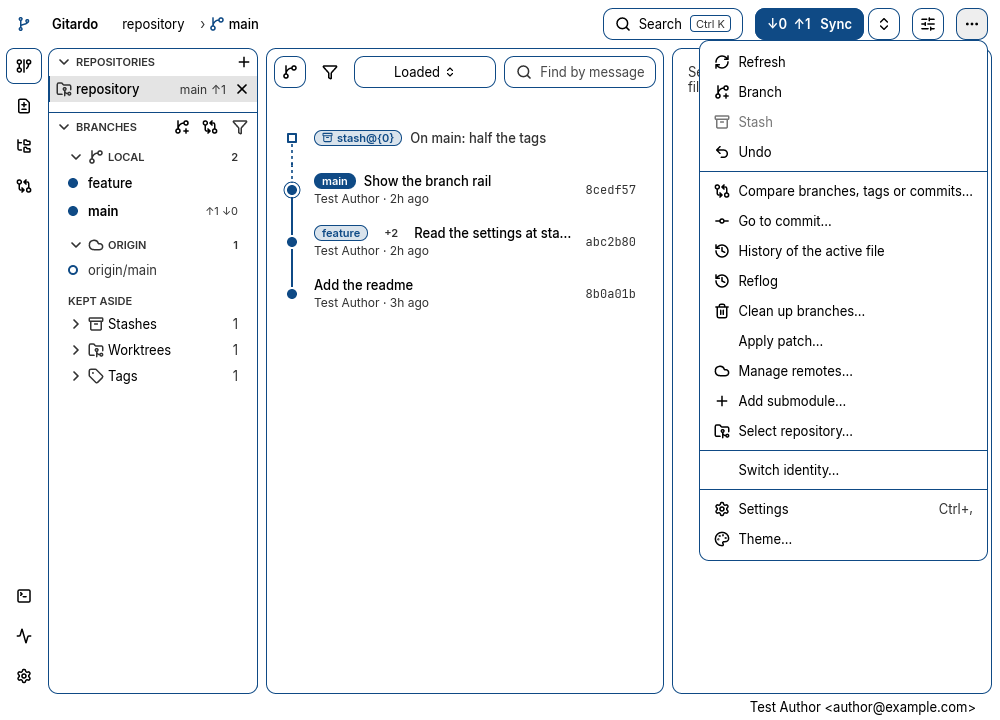 Gitardo
repository
› main
Search Ctrl K
↓0 ↑1 Sync
REPOSITORIES
repository main ↑1
BRANCHES
LOCAL 2
feature
main ↑1 ↓0
ORIGIN 1
origin/main
KEPT ASIDE
Stashes 1
Worktrees 1
Tags 1
Loaded
Find by message
stash@{0} On main: half the tags
main Show the branch rail
Test Author · 2h ago 8cedf57
feature +2 Read the settings at sta...
Test Author · 2h ago abc2b80
Add the readme
Test Author · 3h ago 8b0a01b
Refresh
Branch
Stash
Undo
Compare branches, tags or commits...
Go to commit...
History of the active file
Reflog
Clean up branches...
Apply patch...
Manage remotes...
Add submodule...
Select repository...
Switch identity...
Settings Ctrl+,
Theme...
Test Author <author@example.com>